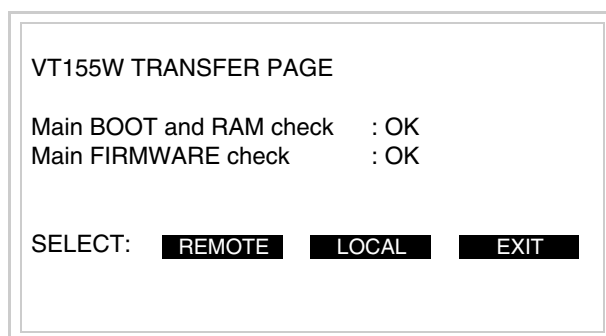 VT155W TRANSFER PAGE
Main BOOT and RAM check : OK
Main FIRMWARE check : OK
SELECT: REMOTE LOCAL EXIT